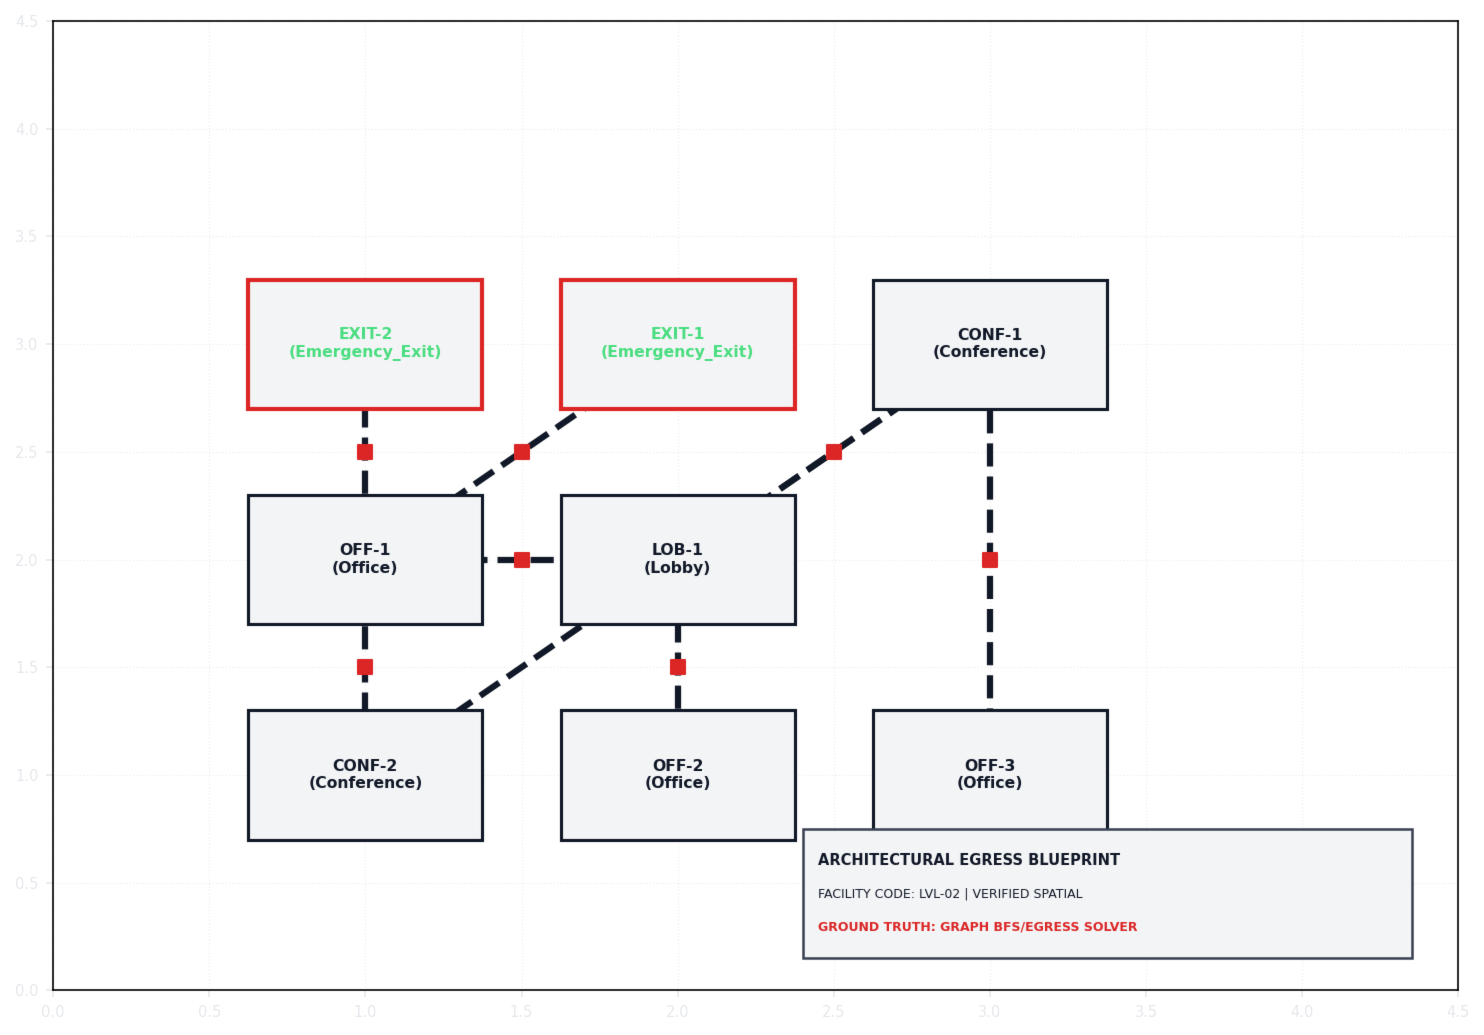 4.5
4.0
3.5
3.0
2.5
2.0
1.5
1.0
0.5
0.0
EXIT-2
(Emergency_Exit)
EXIT-1
(Emergency_Exit)
CONF-1
(Conference)
OFF-1
(Office)
LOB-1
(Lobby)
CONF-2
(Conference)
OFF-2
(Office)
OFF-3
(Office)
ARCHITECTURAL EGRESS BLUEPRINT
FACILITY CODE: LVL-02 | VERIFIED SPATIAL
GROUND TRUTH: GRAPH BFS/EGRESS SOLVER
0.0 0.5 1.0 1.5 2.0 2.5 3.0 3.5 4.0 4.5